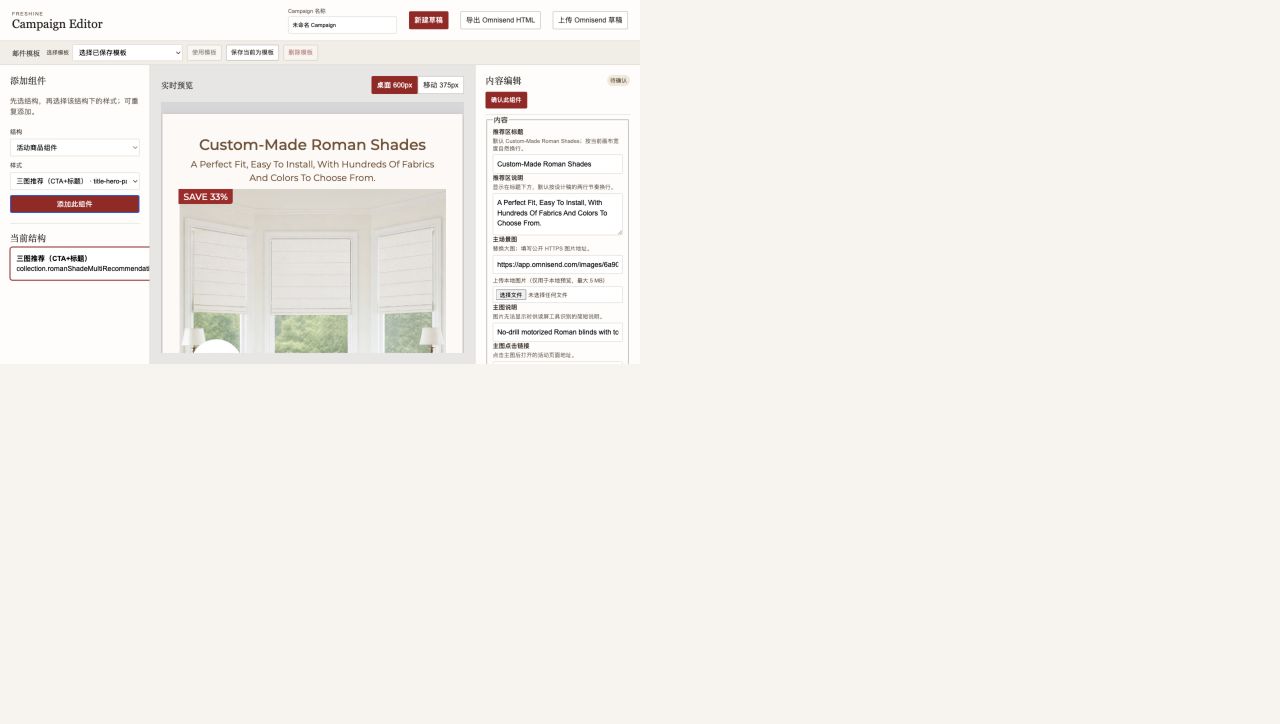 FRESHINE
Campaign Editor
Campaign 名称
未命名 Campaign
新建草稿
导出 Omnisend HTML
上传 Omnisend 草稿
邮件模板
选择模板
选择已保存模板
使用模板
保存当前为模板
删除模板
添加组件
先选结构，再选择该结构下的样式；可重
复添加。
结构
活动商品组件
样式
三图推荐（CTA+标题） · title-hero-p
添加此组件
当前结构
三图推荐（CTA+标题）
collection.romanShadeMultiRecommendati
实时预览
桌面 600px
移动 375px
Custom-Made Roman Shades
A Perfect Fit, Easy To Install, With Hundreds Of Fabrics
And Colors To Choose From.
SAVE 33%
内容编辑
待确认
确认此组件
内容
推荐区标题
默认 Custom-Made Roman Shades；按当前画布宽
度自然换行。
Custom-Made Roman Shades
推荐区说明
显示在标题下方，默认按设计稿的两行节奏换行。
A Perfect Fit, Easy To Install, With
Hundreds Of Fabrics And Colors To
Choose From.
主场景图
替换大图；填写公开 HTTPS 图片地址。
https://app.omnisend.com/images/6a90
上传本地图片（仅用于本地预览，最大 5 MB）
选择文件 未选择任何文件
主图说明
图片无法显示时供读屏工具识别的简短说明。
No-drill motorized Roman blinds with to
主图点击链接
点击主图后打开的活动页面地址。